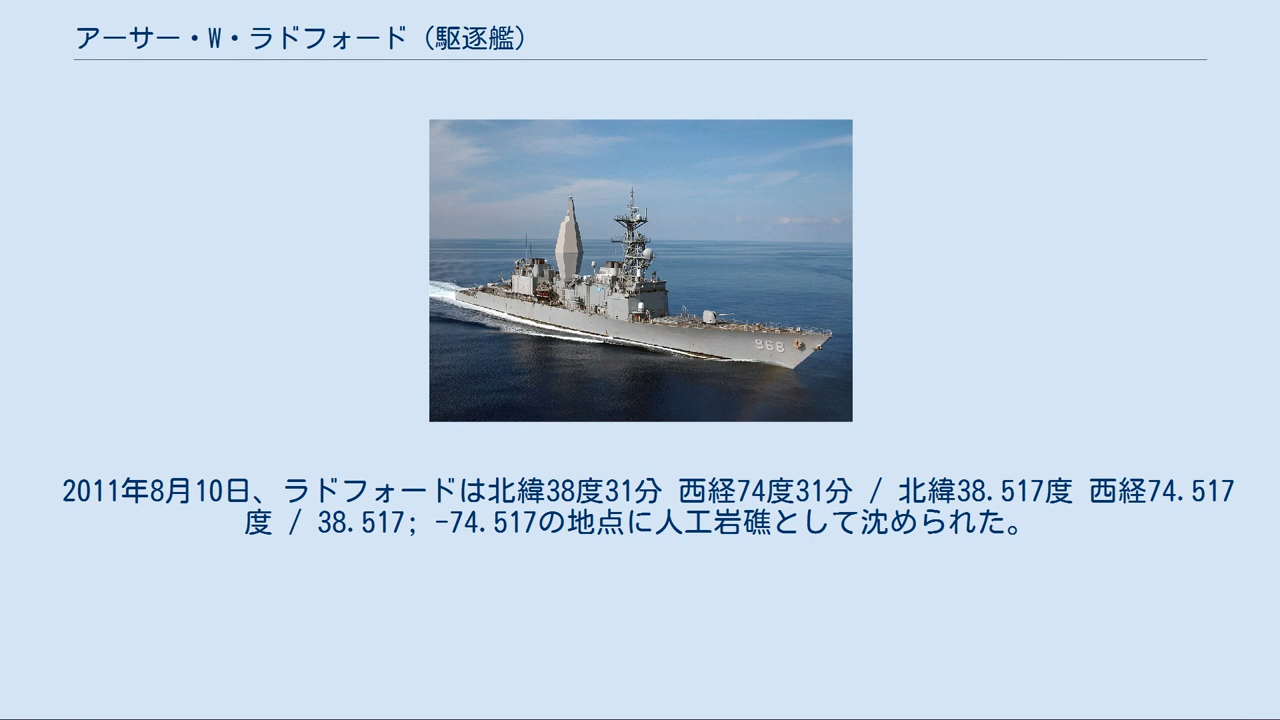 アーサー・W・ラドフォード（駆逐艦）
968
2011年8月10日、ラドフォードは北緯38度31分 西経74度31分 / 北緯38.517度 西経74.517
度 / 38.517; -74.517の地点に人工岩礁として沈められた。